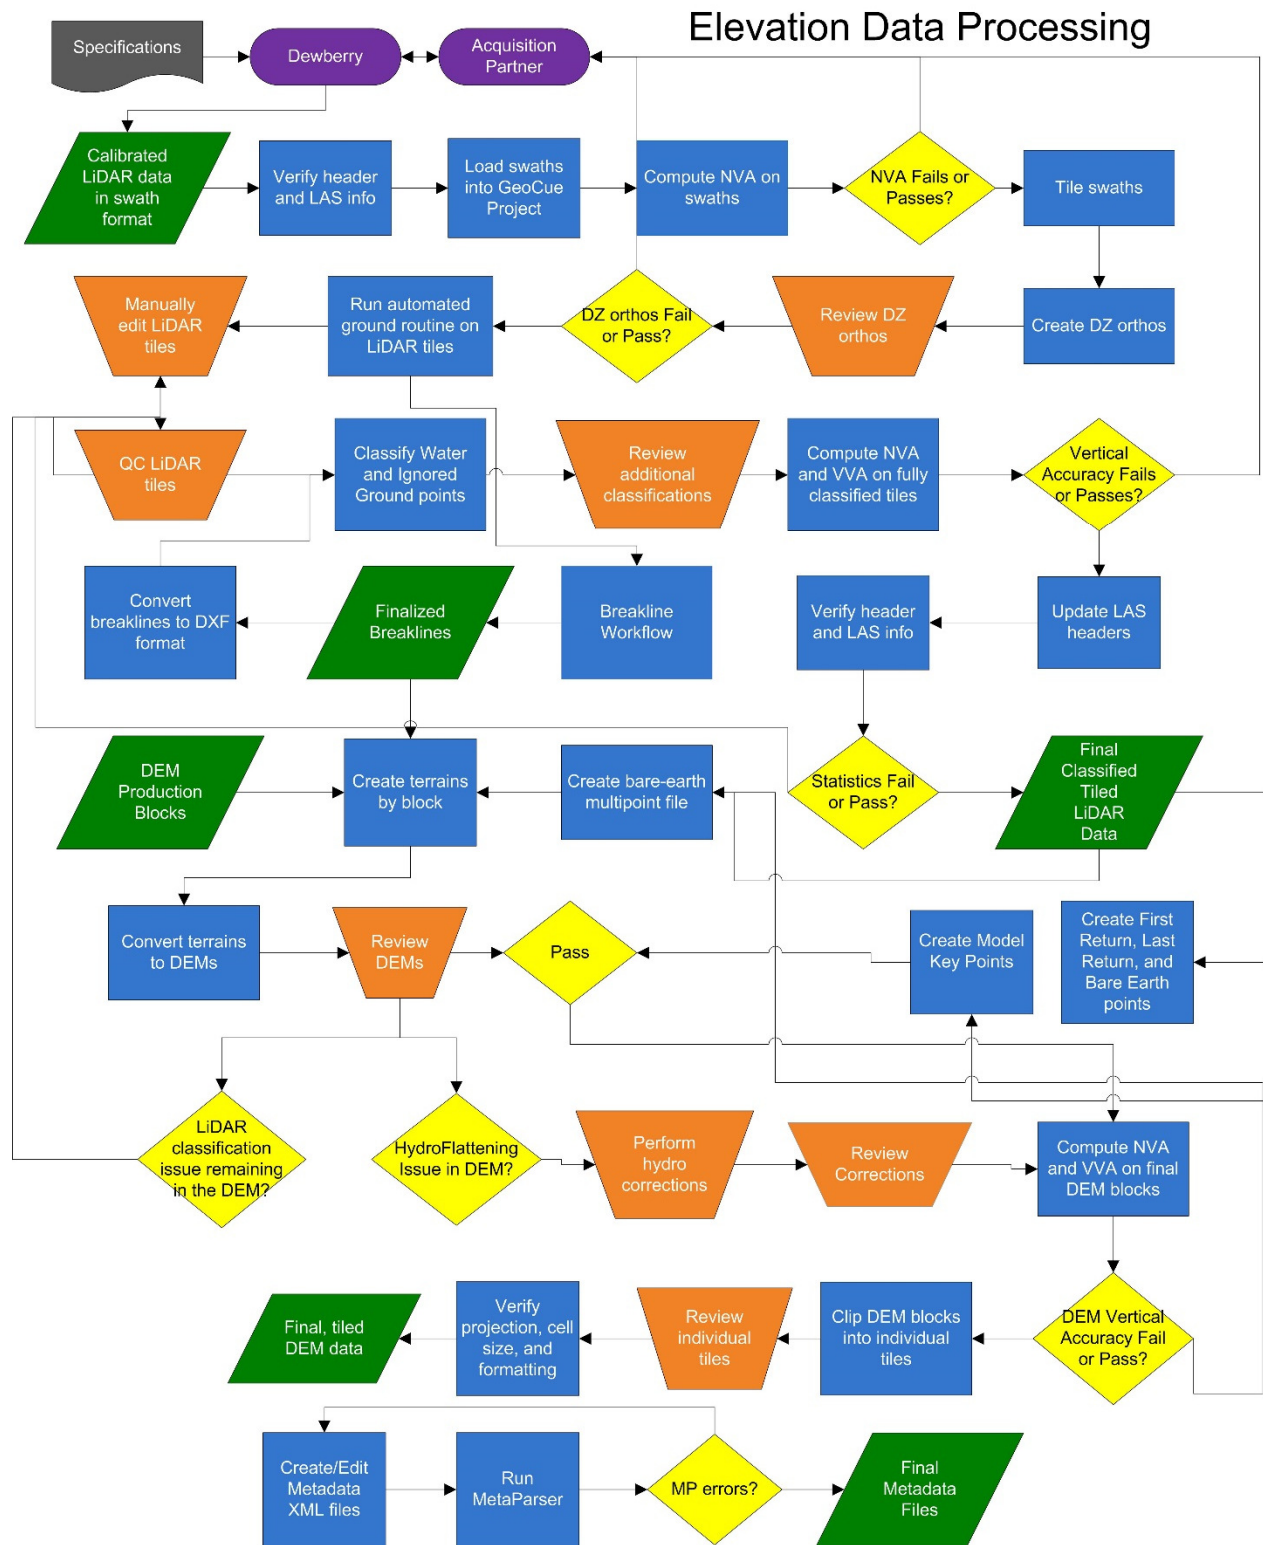 Elevation Data Processing
Specifications
Dewberry
Acquisition
Partner
Calibrated
LiDAR data
in swath
format
Verify header
and LAS info
Load swaths
into GeoCue
Project
Compute NVA on
swaths
NVA Fails or
Passes?
Tile swaths
Manually
edit LiDAR
tiles
Run automated
ground routine on
LiDAR tiles
DZ orthos Fail
or Pass?
Review DZ
orthos
Create DZ orthos
QC LiDAR
tiles
Classify Water
and Ignored
Ground points
Review
additional
classifications
Compute NVA
and VVA on fully
classified tiles
Vertical
Accuracy Fails
or Passes?
Convert
breaklines to DXF
format
Finalized
Breaklines
Breakline
Workflow
Verify header
and LAS info
Update LAS
headers
DEM
Production
Blocks
Create terrains
by block
Create bare-earth
multipoint file
Statistics Fail
or Pass?
Final
Classified
Tiled
LiDAR
Data
Convert terrains
to DEMs
Review
DEMs
Pass
Create Model
Key Points
Create First
Return, Last
Return, and
Bare Earth
points
LiDAR
classification
issue remaining
in the DEM?
HydroFlattening
Issue in DEM?
Perform
hydro
corrections
Review
Corrections
Compute NVA
and VVA on final
DEM blocks
Final, tiled
DEM data
Verify
projection, cell
size, and
formatting
Review
individual
tiles
Clip DEM blocks
into individual
tiles
DEM Vertical
Accuracy Fail
or Pass?
Create/Edit
Metadata
XML files
Run
MetaParser
MP errors?
Final
Metadata
Files